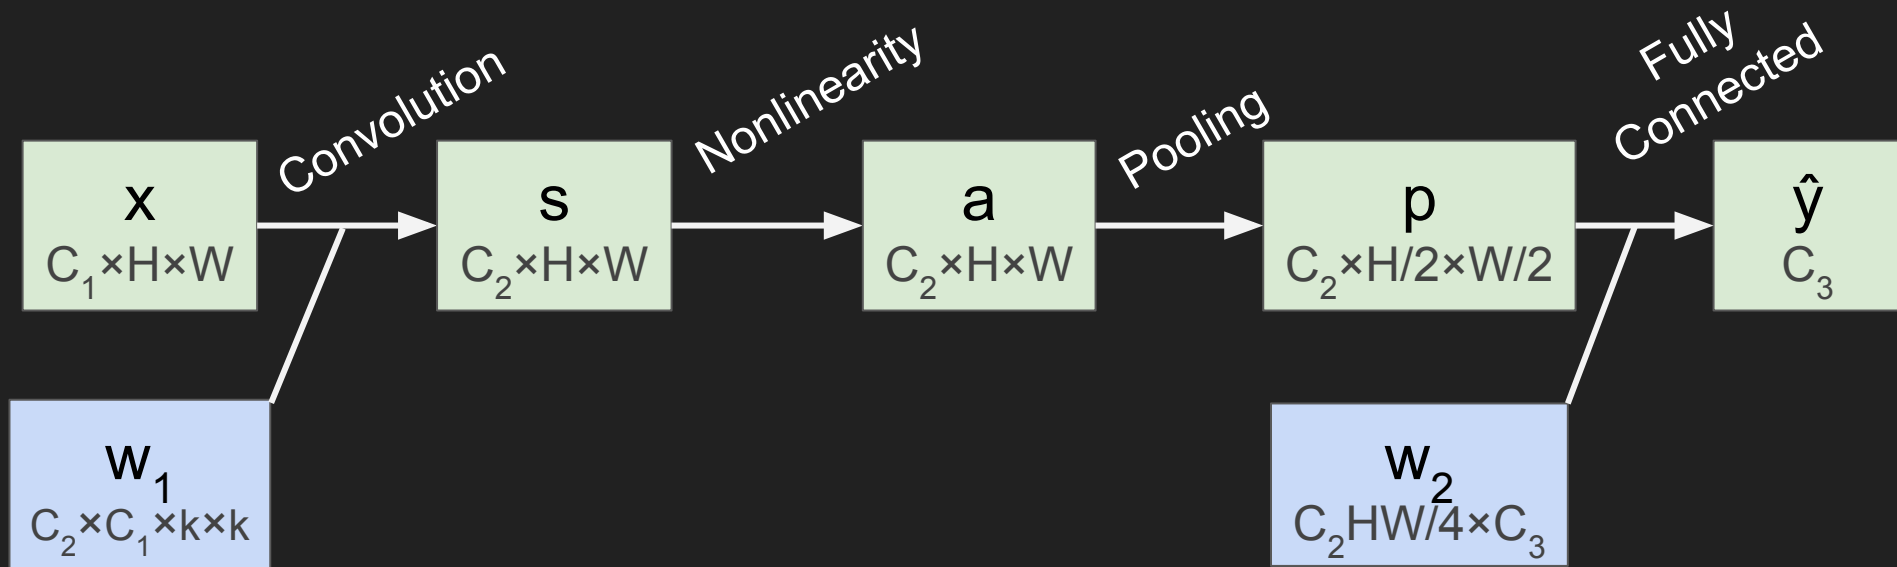 Convolution
Nonlinearity
Pooling
Fully
Connected
x
C₁×H×W
s
C₂×H×W
a
C₂×H×W
p
C₂×H/2×W/2
ŷ
C₃
w₁
C₂×C₁×k×k
w₂
C₂HW/4×C₃